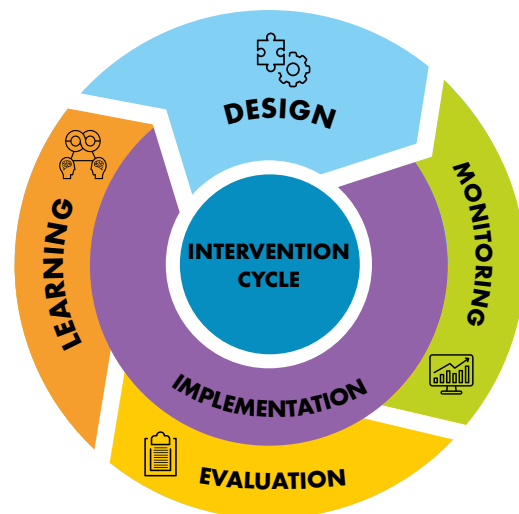 DESIGN
MONITORING
EVALUATION
LEARNING
IMPLEMENTATION
INTERVENTION
CYCLE